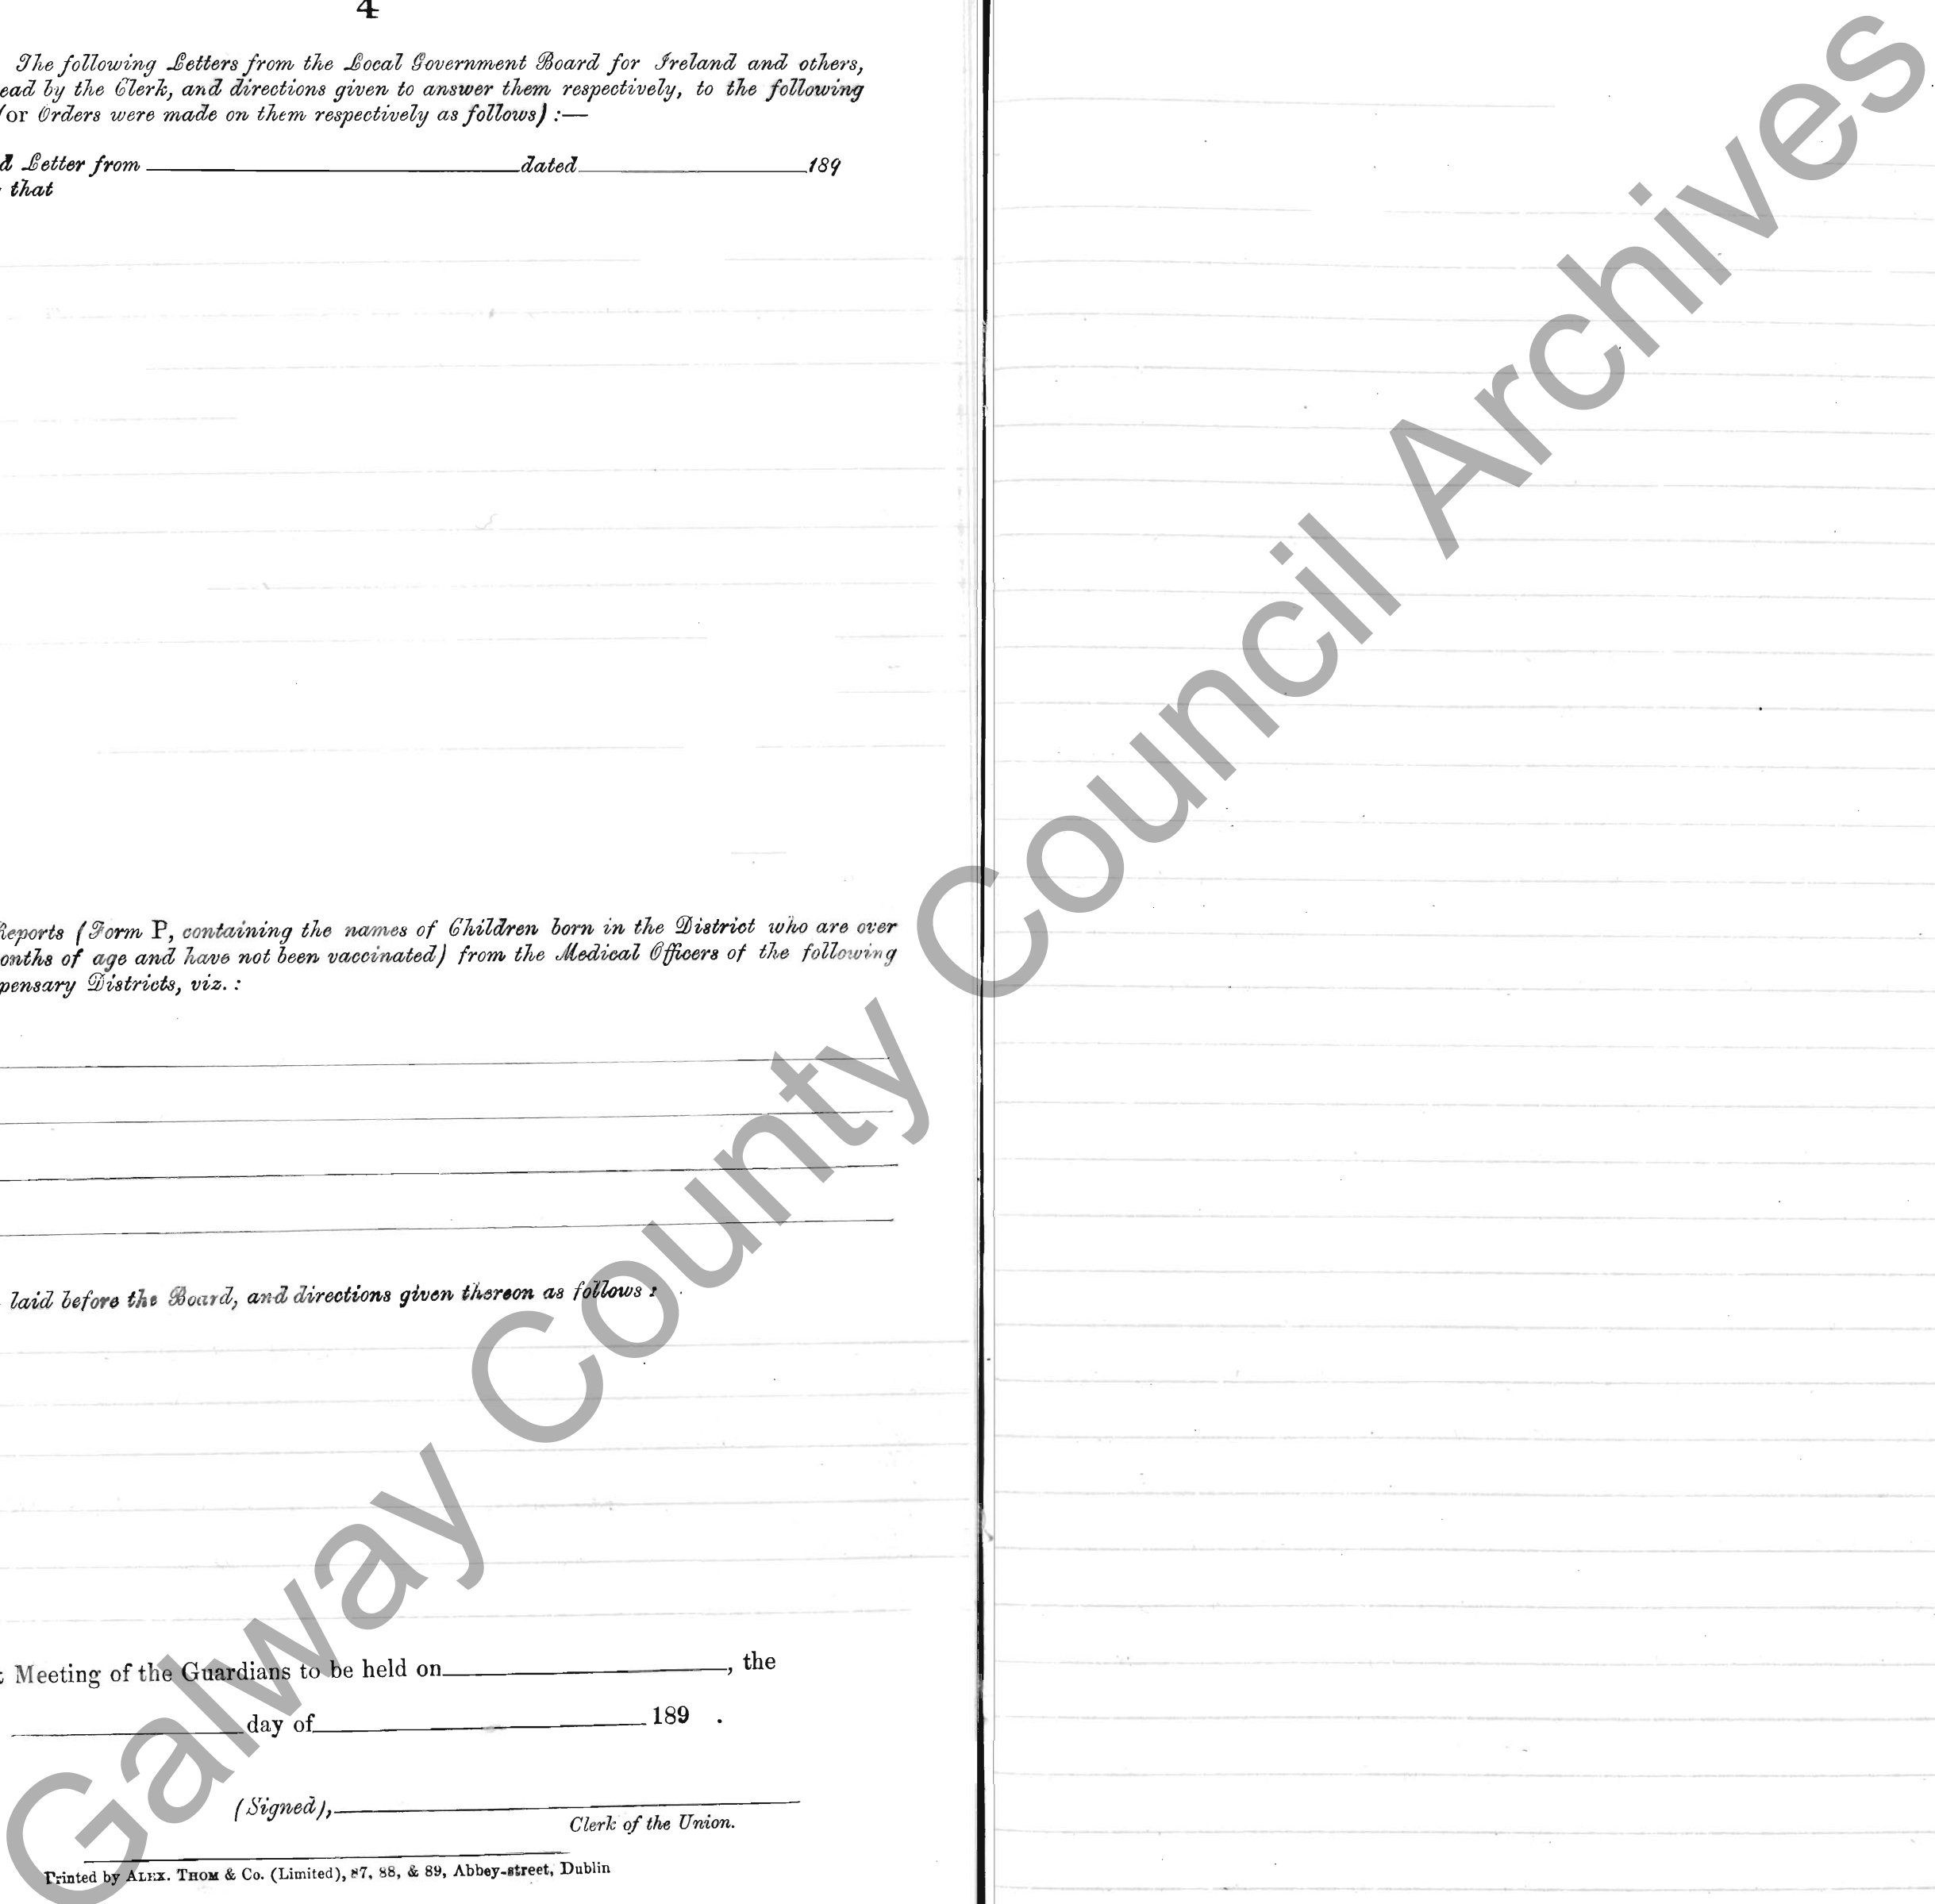 4
The following Letters from the Local Government Board for Ireland and others,
ead by the Clerk, and directions given to answer them respectively, to the following
(or Orders were made on them respectively as follows) :—
d Letter from dated 189
that
Reports (Form P, containing the names of Children born in the District who are over
onths of age and have not been vaccinated) from the Medical Officers of the following
pensary Districts, viz. :
laid before the Board, and directions given thereon as follows :
Meeting of the Guardians to be held on , the
day of 189 .
(Signed),
Clerk of the Union.
Printed by ALEX. THOM & Co. (Limited), 87, 88, & 89, Abbey-street, Dublin
Galway County Council Archives